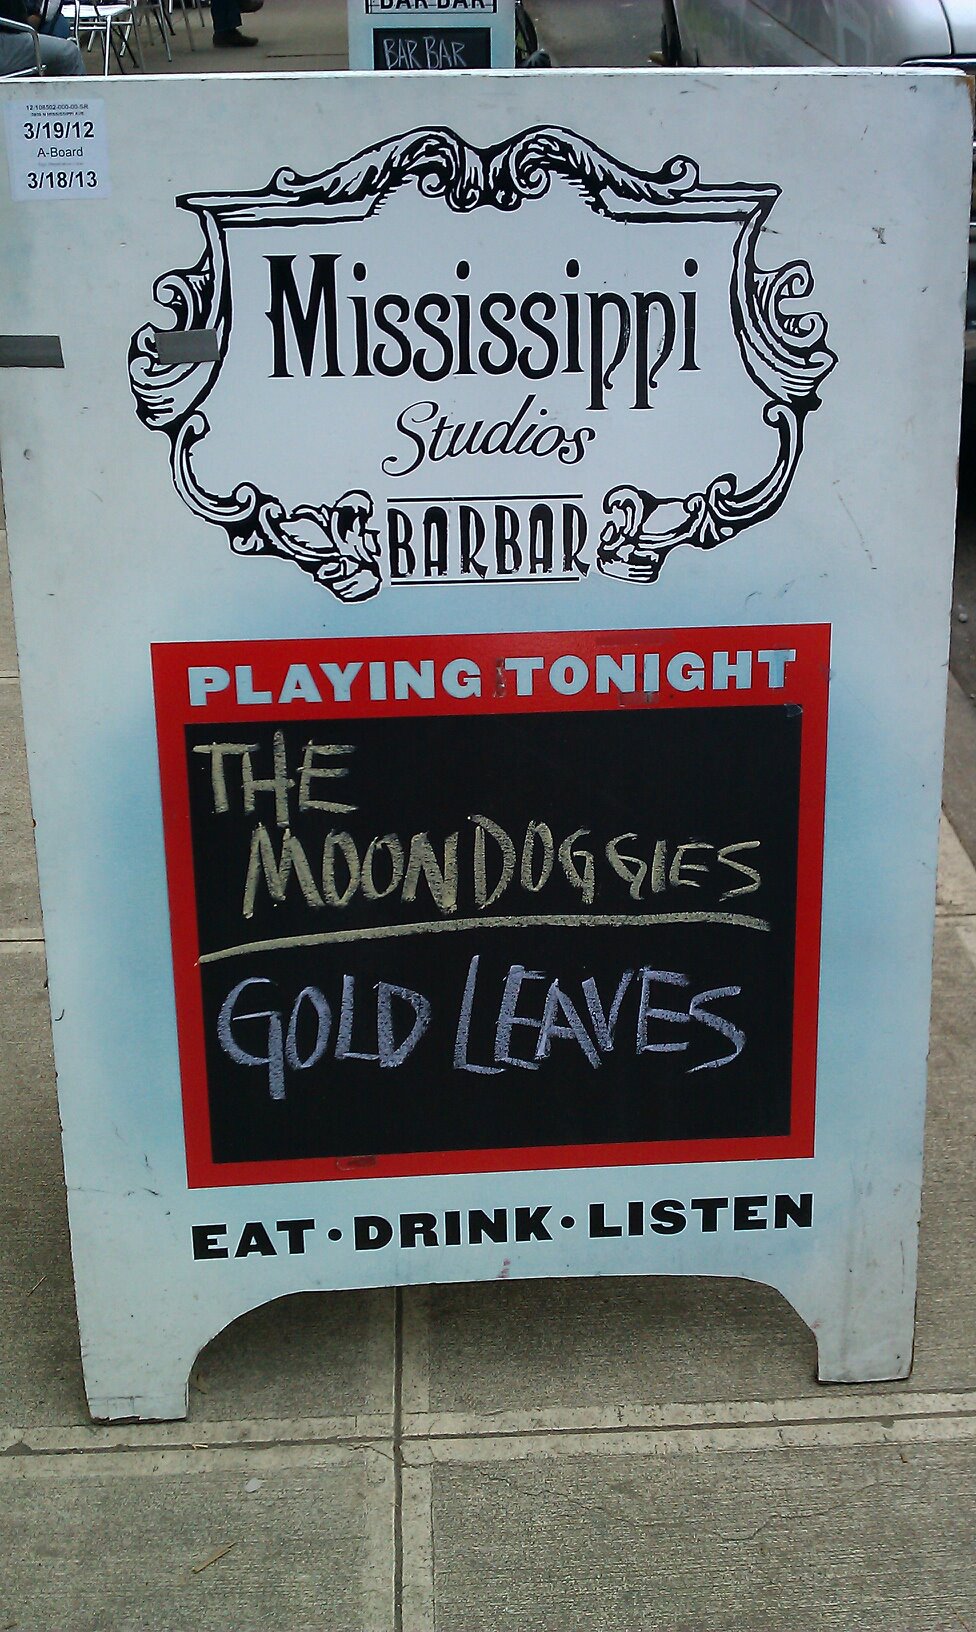 BAR BAR
BAR BAR
3/19/12
A-Board
3/18/13
Mississippi
Studios
BARBAR
PLAYING TONIGHT
THE
MOONDOGGIES
GOLD LEAVES
EAT · DRINK · LISTEN